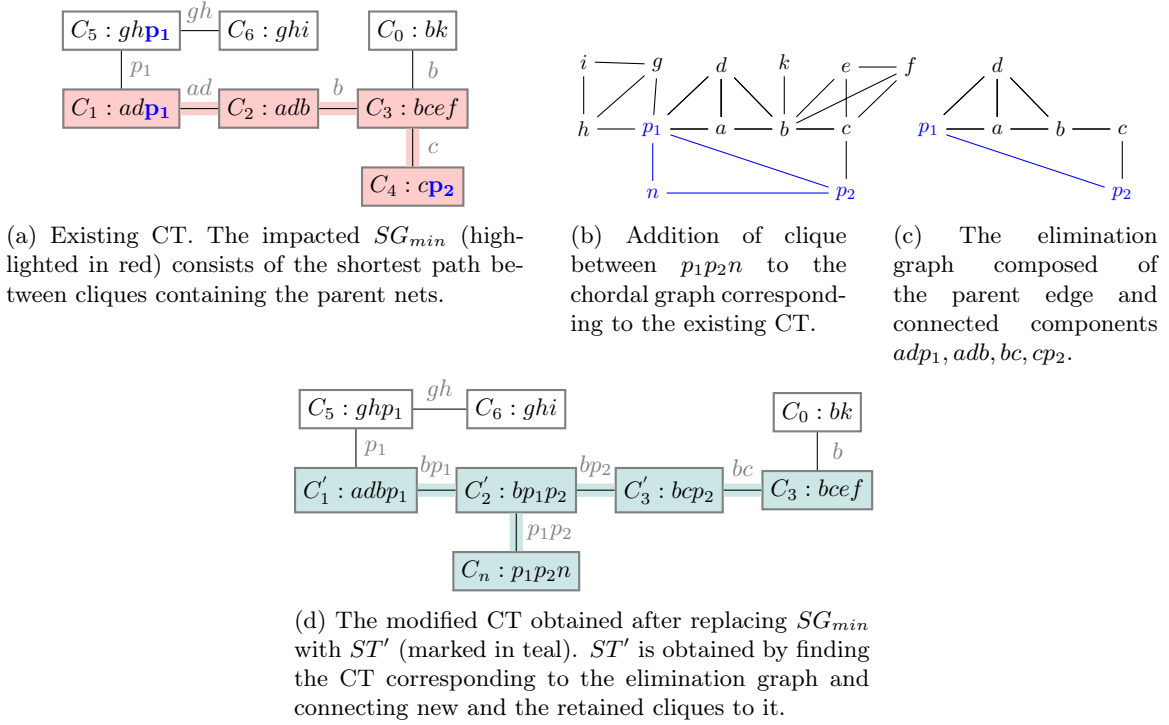 gh
C₅ : ghp₁
C₆ : ghi
C₀ : bk
p₁
b
ad
b
C₁ : adp₁
C₂ : adb
C₃ : bcef
c
C₄ : cp₂
(a) Existing CT. The impacted SG_min (high-
lighted in red) consists of the shortest path be-
tween cliques containing the parent nets.
i g d k e f
h p₁ a b c
n p₂
(b) Addition of clique
between p₁p₂n to the
chordal graph correspond-
ing to the existing CT.
d
p₁ a b c
p₂
(c) The elimination
graph composed of
the parent edge and
connected components
adp₁, adb, bc, cp₂.
gh
C₅ : ghp₁
C₆ : ghi
C₀ : bk
p₁
b
bp₁
bp₂
bc
C₁′ : adbp₁
C₂′ : bp₁p₂
C₃′ : bcp₂
C₃ : bcef
p₁p₂
Cₙ : p₁p₂n
(d) The modified CT obtained after replacing SG_min
with ST′ (marked in teal). ST′ is obtained by finding
the CT corresponding to the elimination graph and
connecting new and the retained cliques to it.